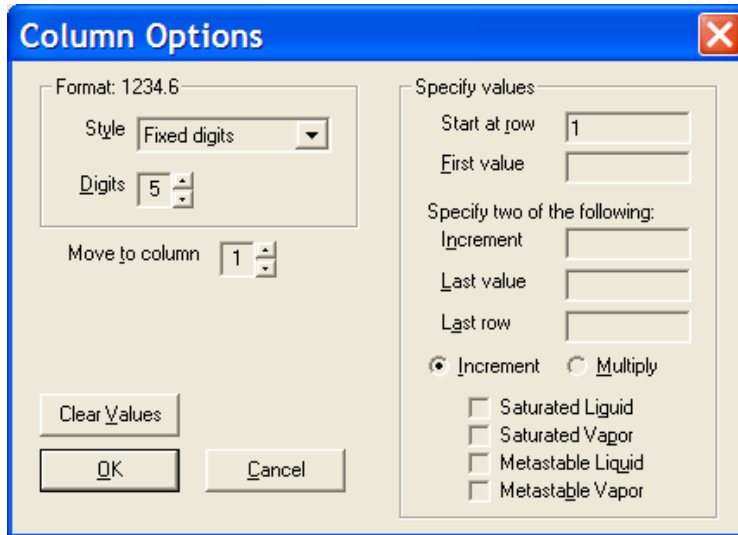 Column Options
Format: 1234.6
Style Fixed digits
Digits 5
Move to column 1
Clear Values
OK Cancel
Specify values
Start at row 1
First value
Specify two of the following:
Increment
Last value
Last row
Increment Multiply
Saturated Liquid
Saturated Vapor
Metastable Liquid
Metastable Vapor